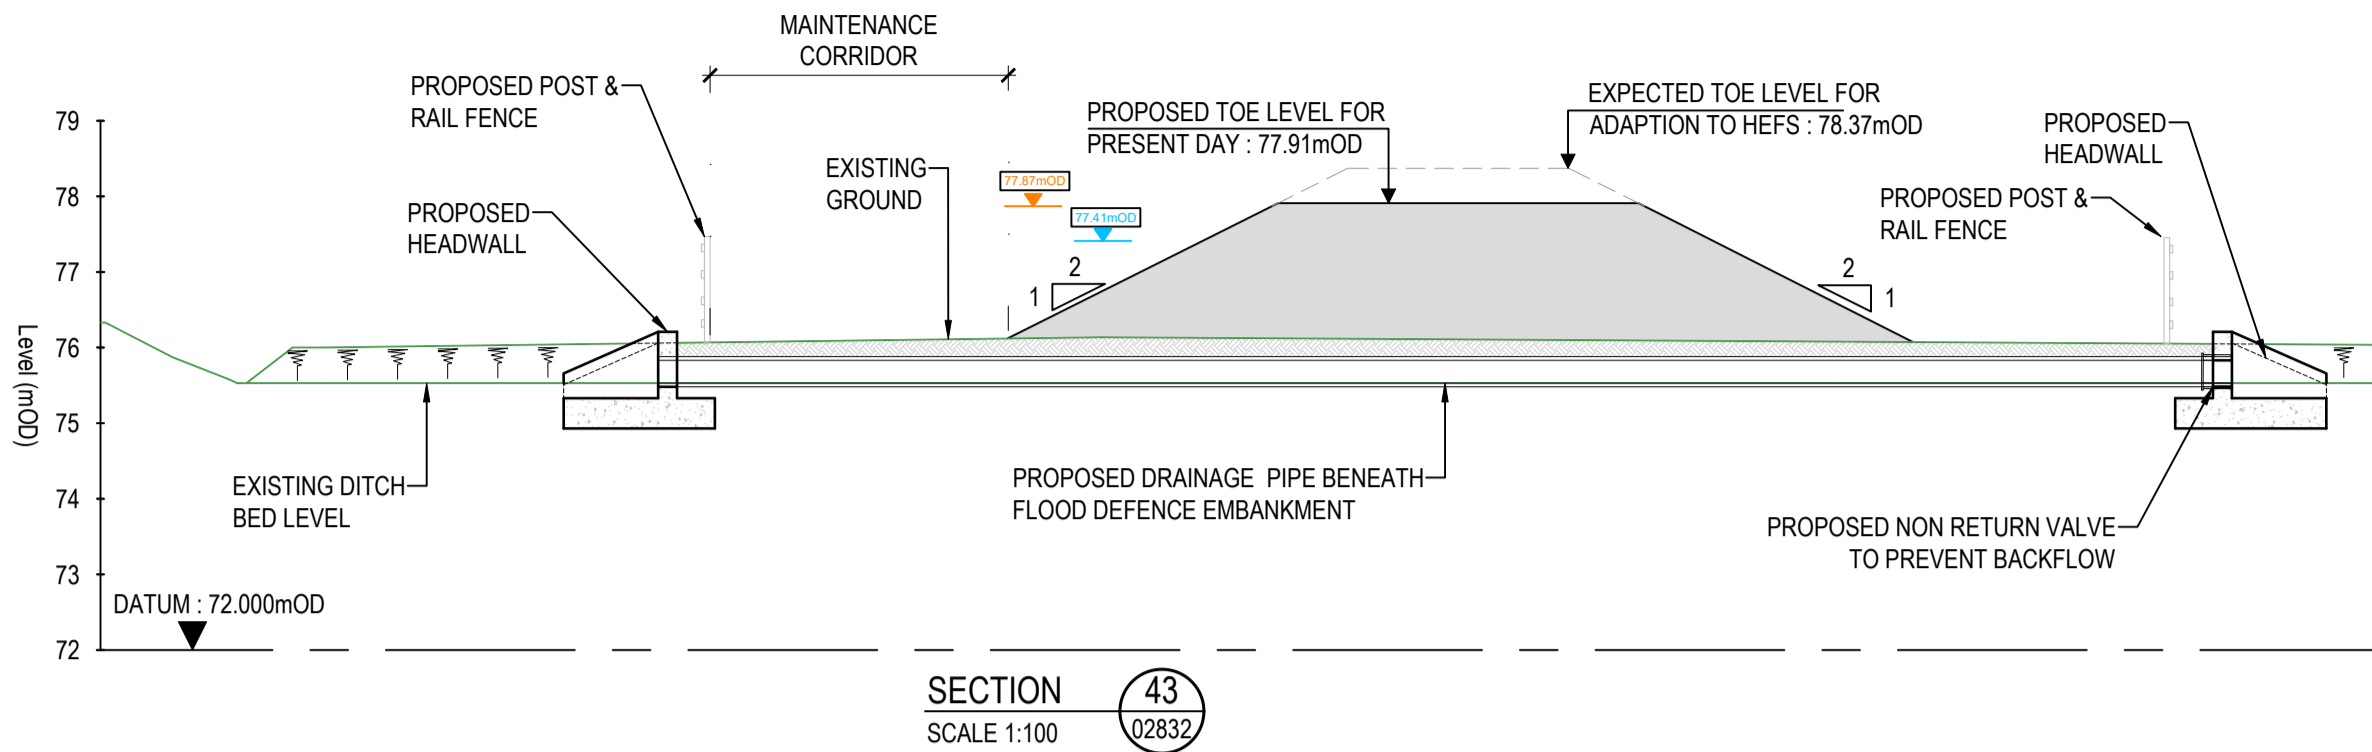 MAINTENANCE
CORRIDOR
PROPOSED POST &
RAIL FENCE
PROPOSED TOE LEVEL FOR
PRESENT DAY : 77.91mOD
EXPECTED TOE LEVEL FOR
ADAPTION TO HEFS : 78.37mOD
PROPOSED
HEADWALL
EXISTING
GROUND
77.87mOD
77.41mOD
PROPOSED
HEADWALL
PROPOSED POST &
RAIL FENCE
2
1
2
1
79
78
77
76
75
74
73
72
Level (mOD)
EXISTING DITCH
BED LEVEL
PROPOSED DRAINAGE PIPE BENEATH
FLOOD DEFENCE EMBANKMENT
PROPOSED NON RETURN VALVE
TO PREVENT BACKFLOW
DATUM : 72.000mOD
SECTION
SCALE 1:100
43
02832